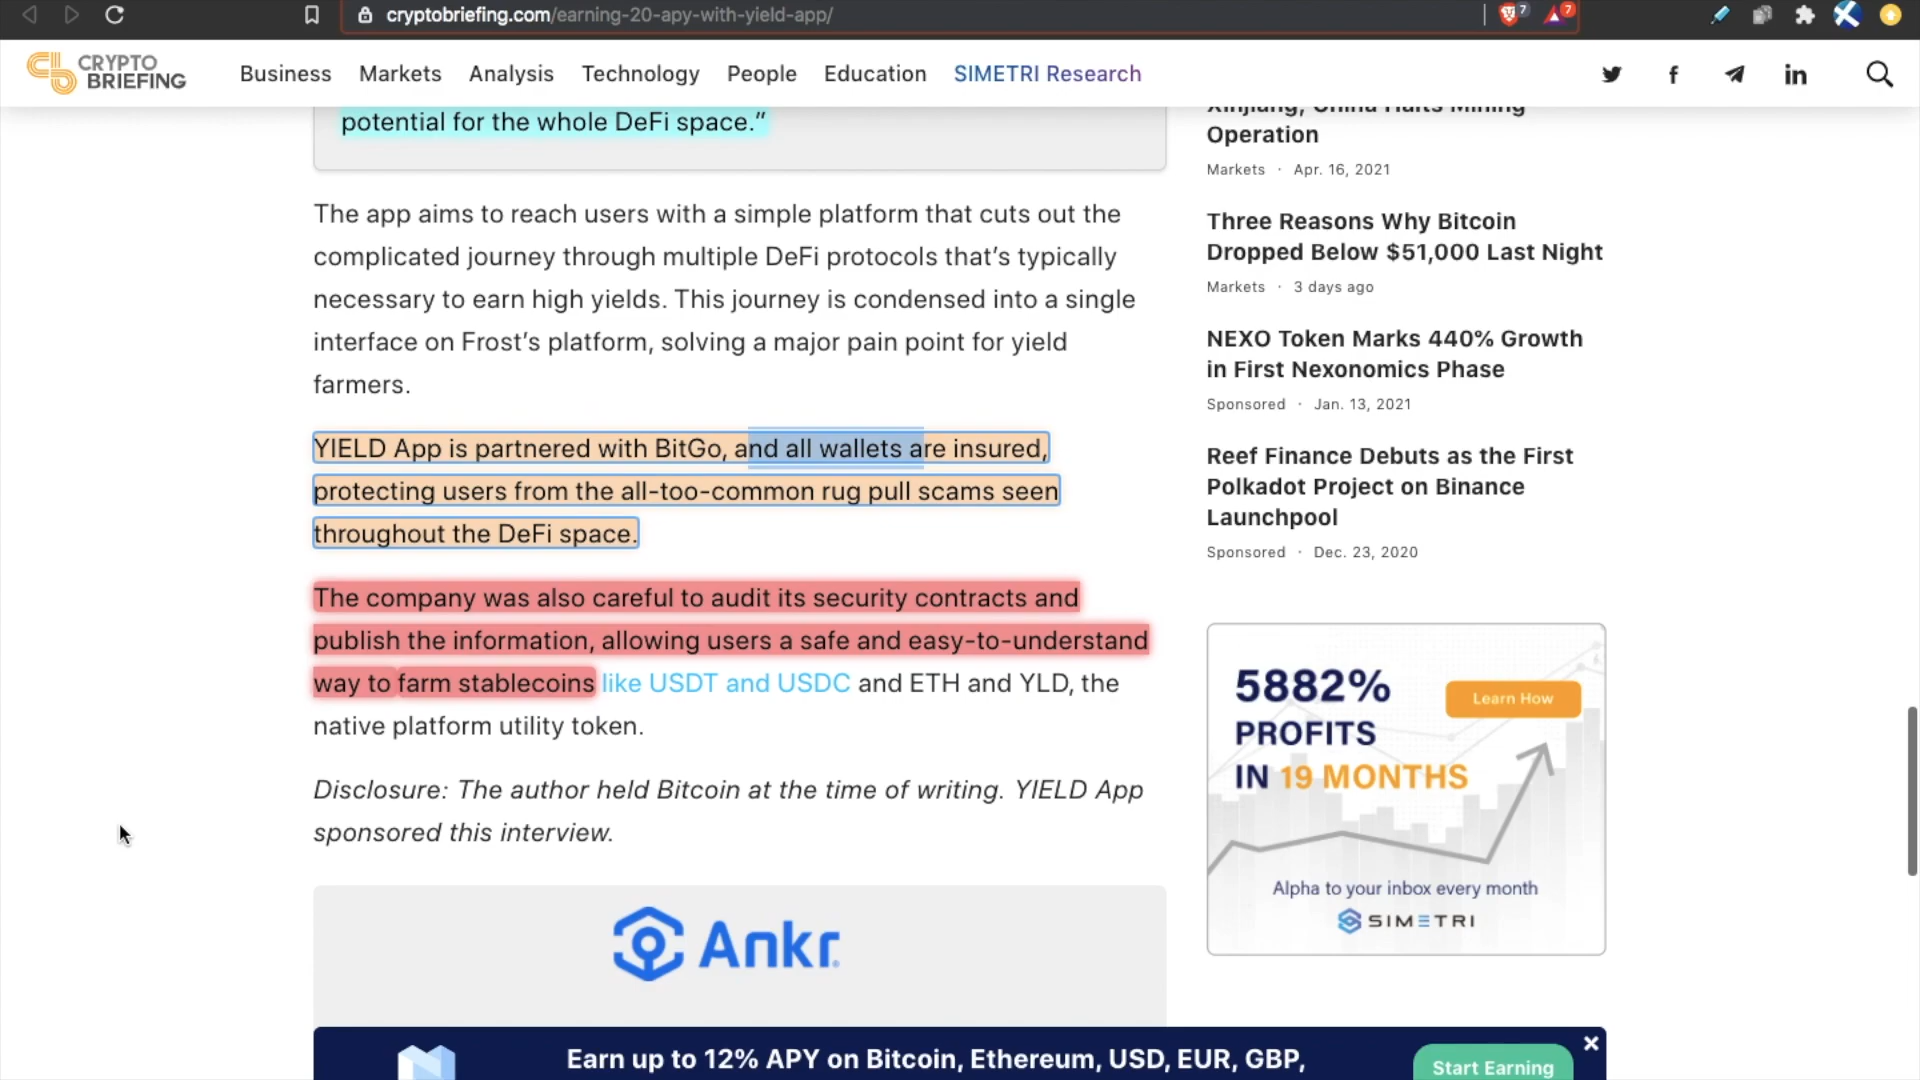 cryptobriefing.com/earning-20-apy-with-yield-app/
7
7
CRYPTO
BRIEFING
Business Markets Analysis Technology People Education SIMETRI Research
potential for the whole DeFi space.”
The app aims to reach users with a simple platform that cuts out the
complicated journey through multiple DeFi protocols that’s typically
necessary to earn high yields. This journey is condensed into a single
interface on Frost’s platform, solving a major pain point for yield
farmers.
YIELD App is partnered with BitGo, and all wallets are insured,
protecting users from the all-too-common rug pull scams seen
throughout the DeFi space.
The company was also careful to audit its security contracts and
publish the information, allowing users a safe and easy-to-understand
way to farm stablecoins like USDT and USDC and ETH and YLD, the
native platform utility token.
Disclosure: The author held Bitcoin at the time of writing. YIELD App
sponsored this interview.
Ankr
Xinjiang, China Halts Mining
Operation
Markets · Apr. 16, 2021
Three Reasons Why Bitcoin
Dropped Below $51,000 Last Night
Markets · 3 days ago
NEXO Token Marks 440% Growth
in First Nexonomics Phase
Sponsored · Jan. 13, 2021
Reef Finance Debuts as the First
Polkadot Project on Binance
Launchpool
Sponsored · Dec. 23, 2020
5882%
PROFITS
IN 19 MONTHS
Learn How
Alpha to your inbox every month
SIMETRI
Earn up to 12% APY on Bitcoin, Ethereum, USD, EUR, GBP,
Start Earning